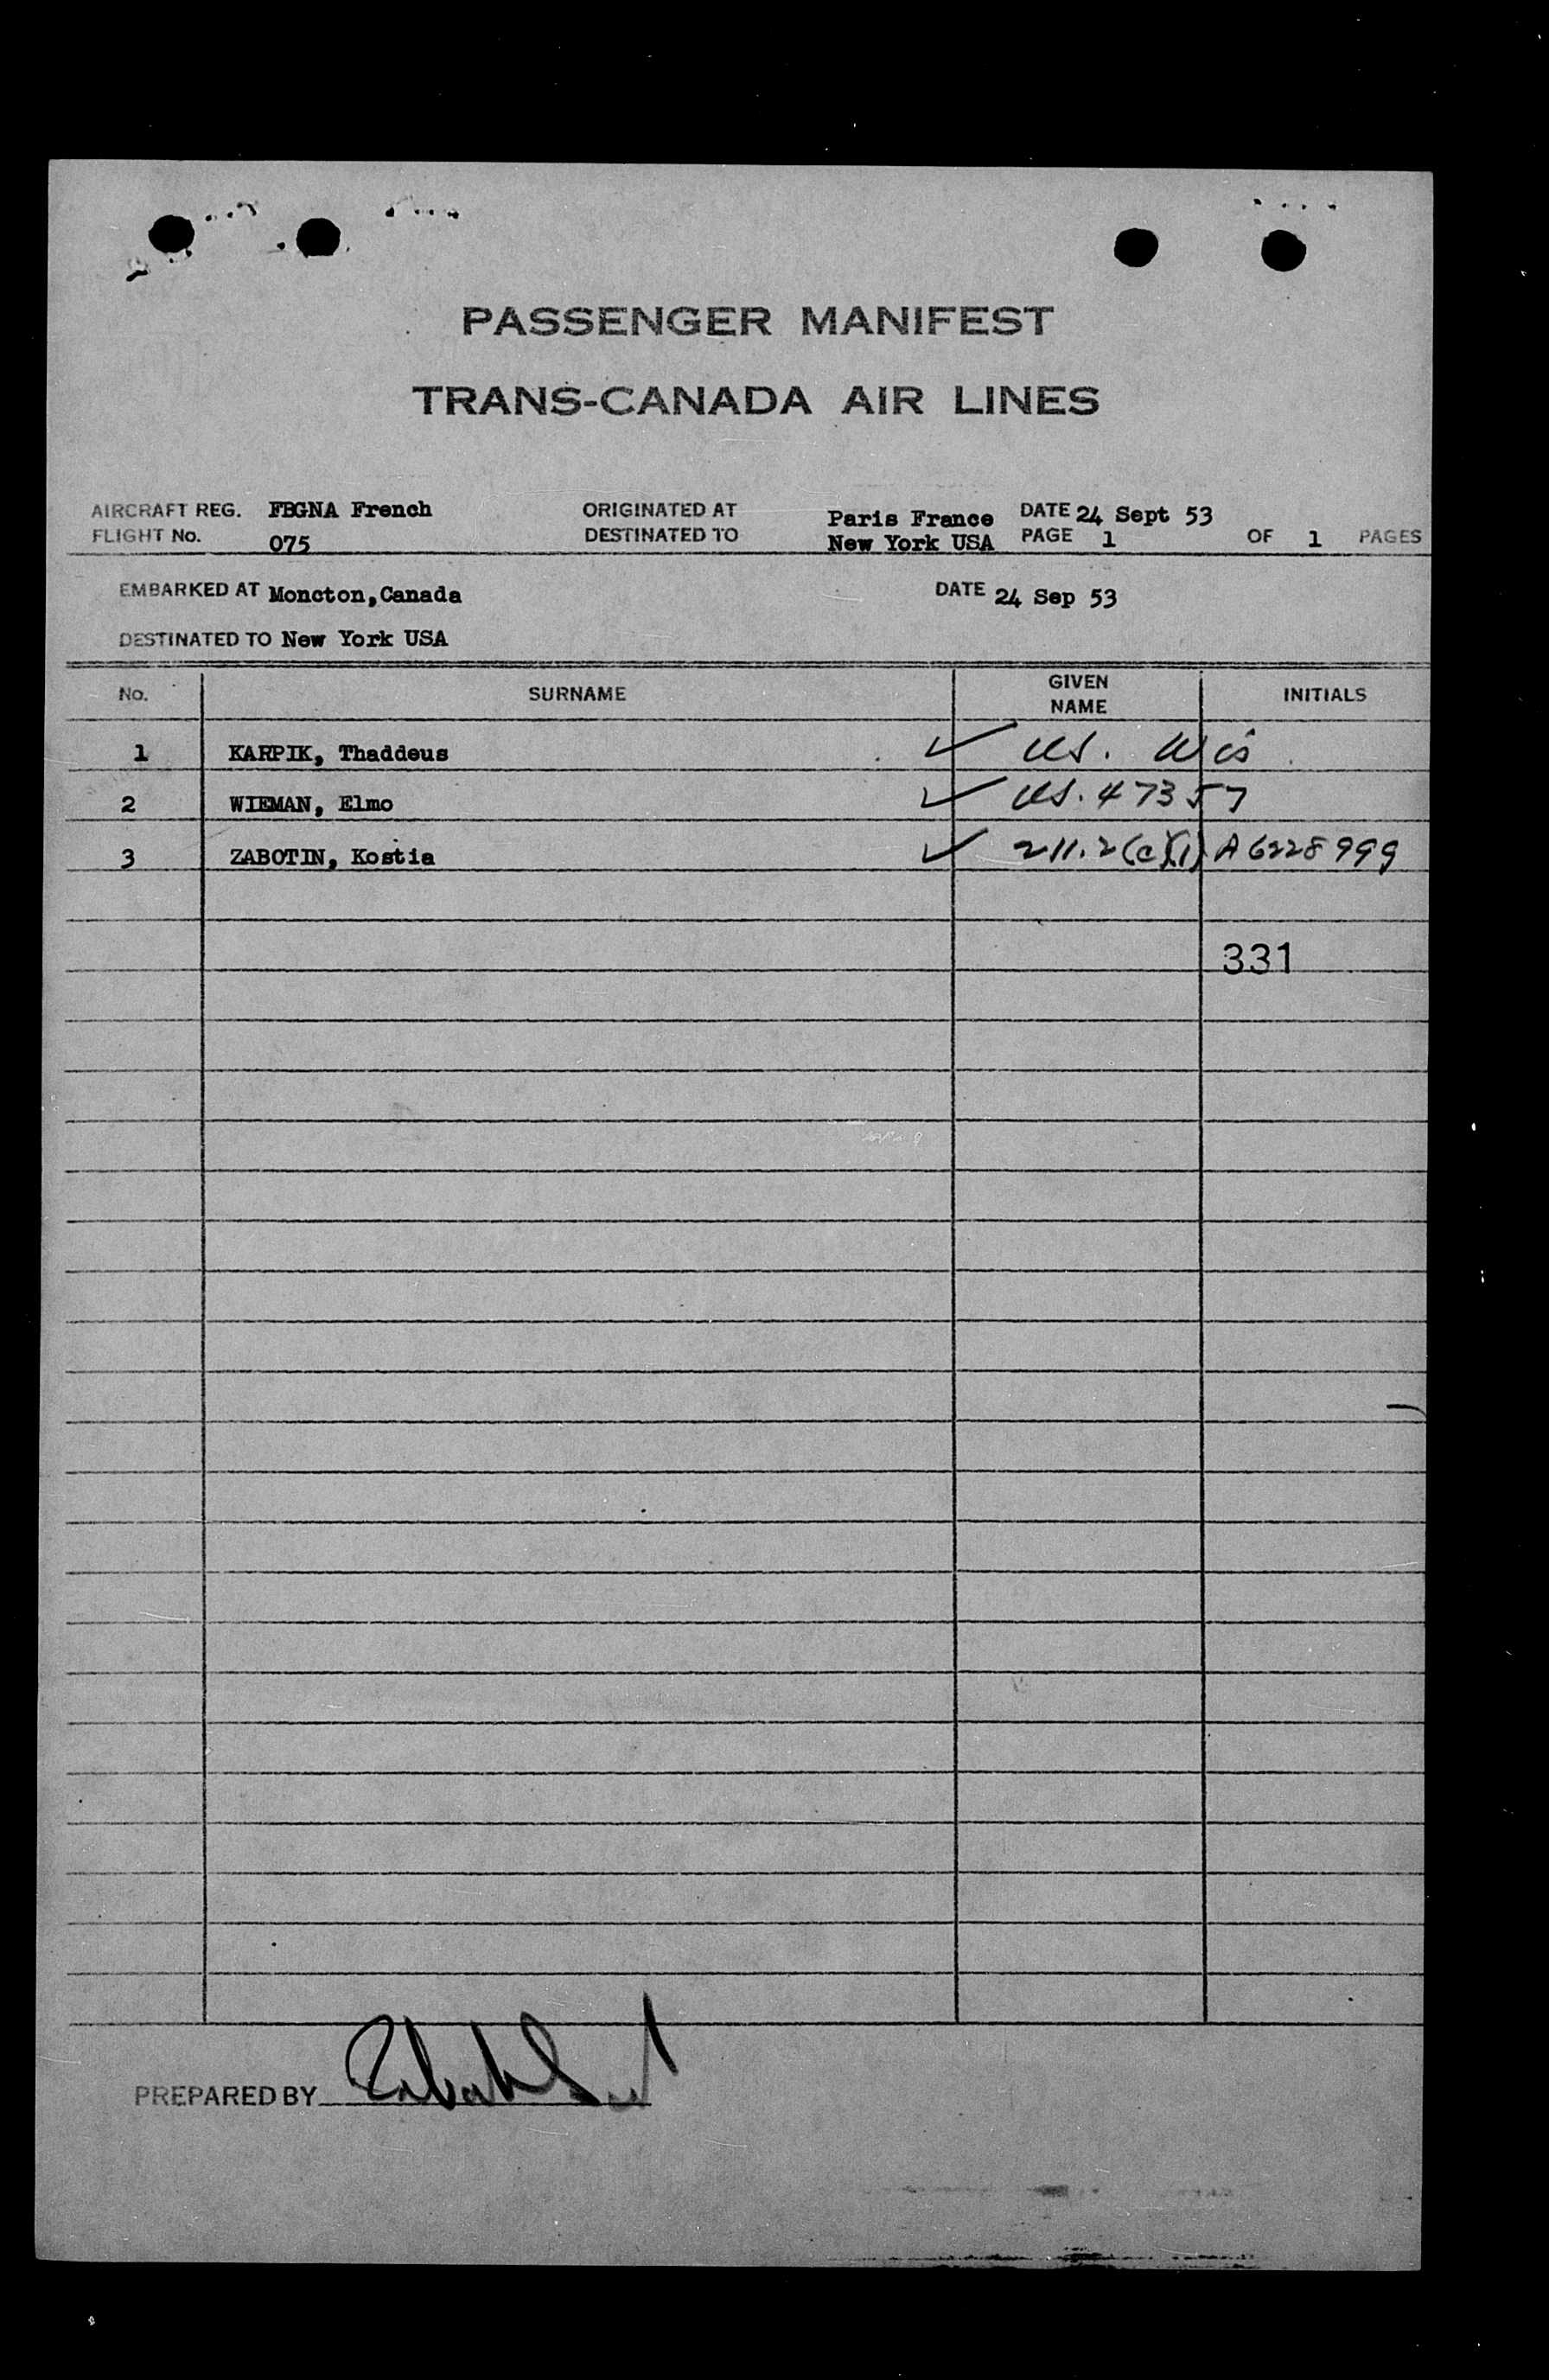 PASSENGER MANIFEST
TRANS-CANADA AIR LINES
AIRCRAFT REG. FBGNA French ORIGINATED AT Paris France DATE 24 Sept 53
FLIGHT No. 075 DESTINATED TO New York USA PAGE 1 OF 1 PAGES
EMBARKED AT Moncton,Canada DATE 24 Sep 53
DESTINATED TO New York USA
No. SURNAME GIVEN NAME INITIALS
1 KARPIK, Thaddeus ✓ US. Wis
2 WIEMAN, Elmo ✓ US. 47357
3 ZABOTIN, Kostia ✓ 211.2(c)(1) A6228999
331
PREPARED BY